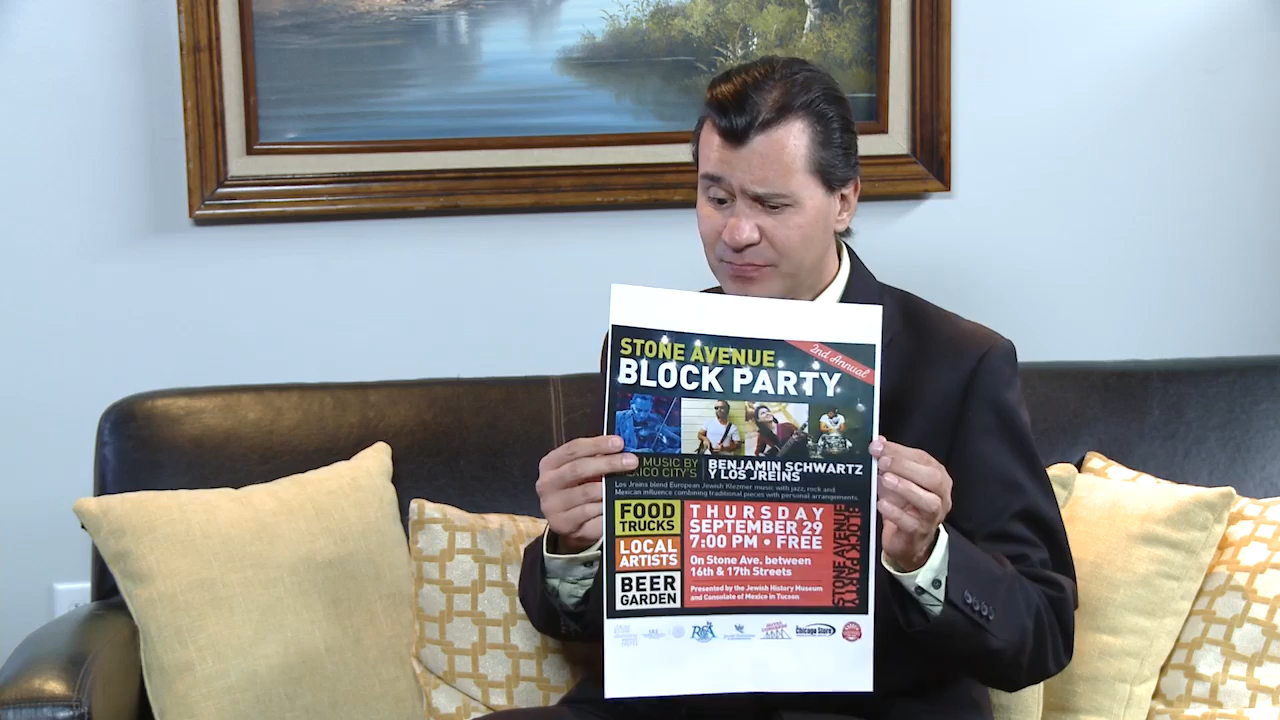 STONE AVENUE
2nd Annual
BLOCK PARTY
MUSIC BY
CITY'S
BENJAMIN SCHWARTZ
Y LOS JREINS
Los Jreins blend European Jewish Klezmer music with jazz, rock and
Mexican influence combining traditional pieces with personal arrangements.
FOOD
TRUCKS
LOCAL
ARTISTS
BEER
GARDEN
THURSDAY
SEPTEMBER 29
7:00 PM • FREE
On Stone Ave. between
16th & 17th Streets
Presented by the Jewish History Museum
and Consulate of Mexico in Tucson
BLOCK PARTY
STONE AVENUE
Chicago Store